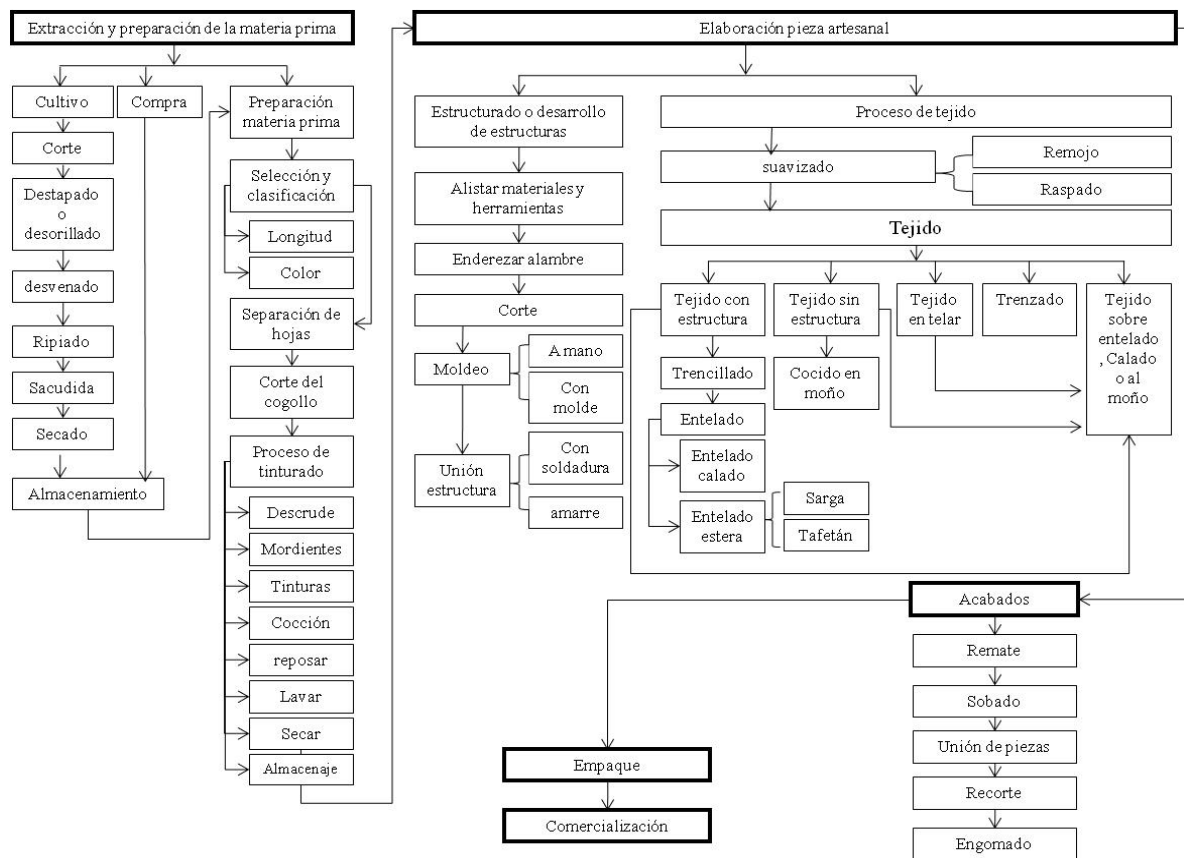 Extracción y preparación de la materia prima
Cultivo
Compra
Preparación
materia prima
Corte
Destapado
o
desorillado
desvenado
Ripiado
Sacudida
Secado
Almacenamiento
Selección y
clasificación
Longitud
Color
Separación de
hojas
Corte del
cogollo
Proceso de
tinturado
Descrude
Mordientes
Tinturas
Cocción
reposar
Lavar
Secar
Almacenaje
Elaboración pieza artesanal
Estructurado o desarrollo
de estructuras
Alistar materiales y
herramientas
Enderezar alambre
Corte
Moldeo
A mano
Con
molde
Unión
estructura
Con
soldadura
amarre
Proceso de tejido
suavizado
Remojo
Raspado
Tejido
Tejido con
estructura
Tejido sin
estructura
Tejido
en telar
Trenzado
Tejido
sobre
entelado
, Calado
o al
moño
Trencillado
Cocido en
moño
Entelado
Entelado
calado
Entelado
estera
Sarga
Tafetán
Acabados
Remate
Sobado
Unión de piezas
Recorte
Engomado
Empaque
Comercialización